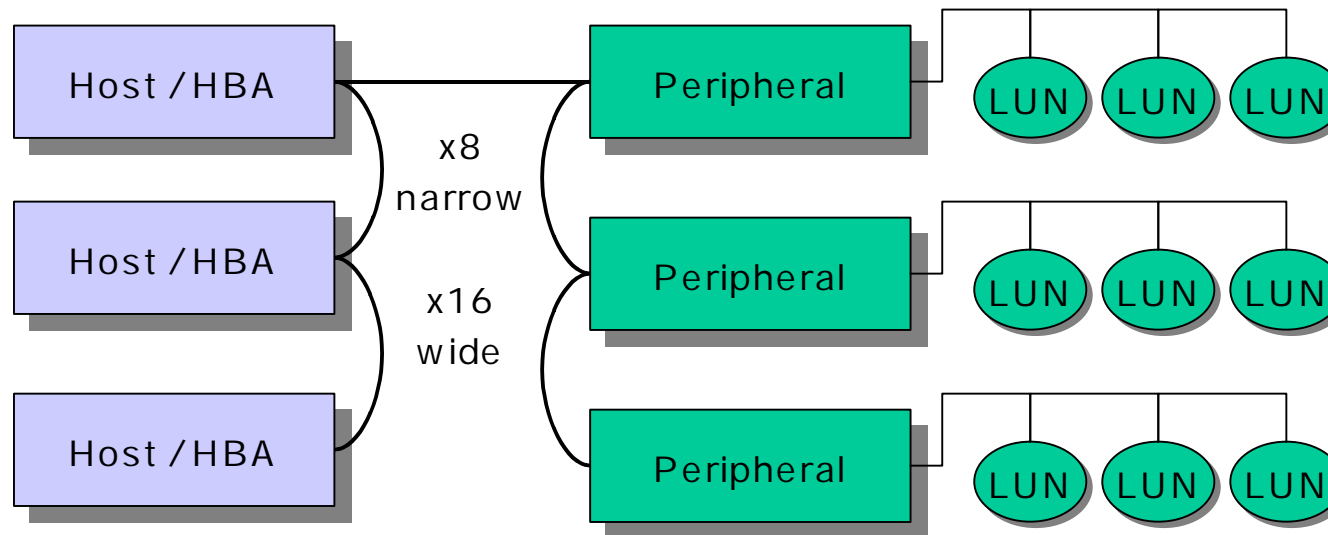 Host/HBA
Peripheral
LUN LUN LUN
x8
narrow
Host/HBA
Peripheral
LUN LUN LUN
x16
wide
Host/HBA
Peripheral
LUN LUN LUN